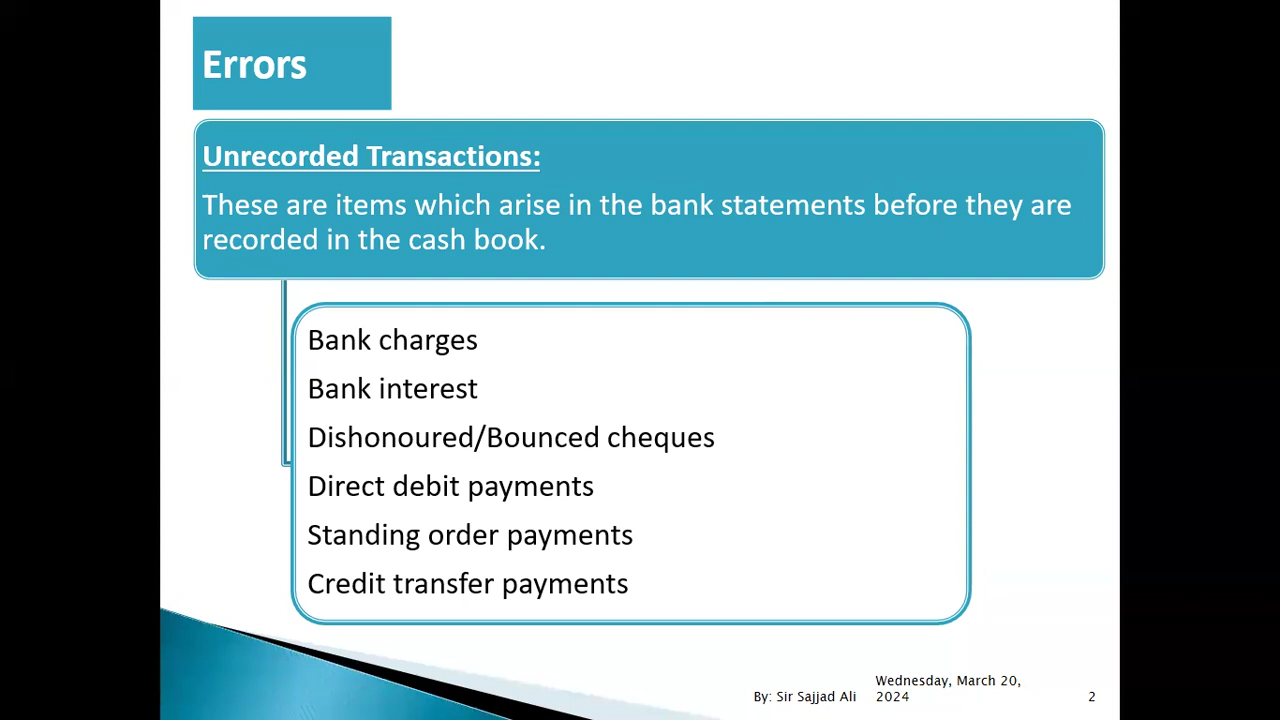 Errors
Unrecorded Transactions:
These are items which arise in the bank statements before they are
recorded in the cash book.
Bank charges
Bank interest
Dishonoured/Bounced cheques
Direct debit payments
Standing order payments
Credit transfer payments
By: Sir Sajjad Ali
Wednesday, March 20,
2024
2